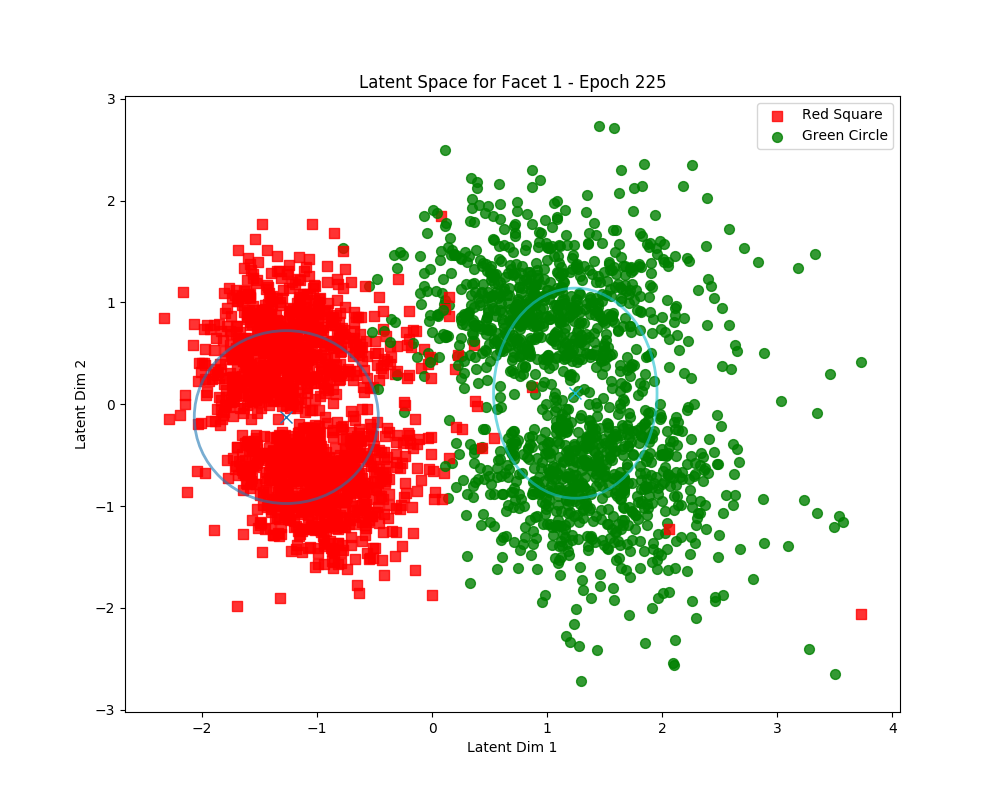 Latent Space for Facet 1 - Epoch 225
Red Square
Green Circle
3
2
1
0
−1
−2
−3
Latent Dim 2
−2
−1
0
1
2
3
4
Latent Dim 1